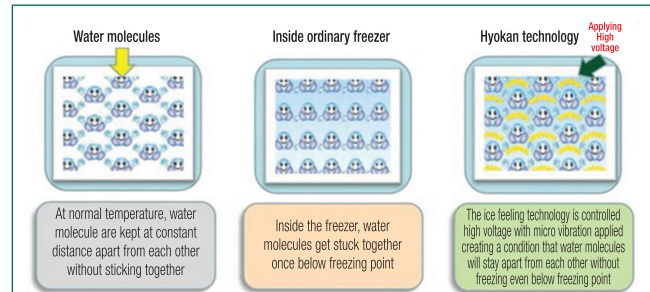 Water molecules
At normal temperature, water
molecule are kept at constant
distance apart from each other
without sticking together
Inside ordinary freezer
Inside the freezer, water
molecules get stuck together
once below freezing point
Hyokan technology
Applying
High
voltage
The ice feeling technology is controlled
high voltage with micro vibration applied
creating a condition that water molecules
will stay apart from each other without
freezing even below freezing point